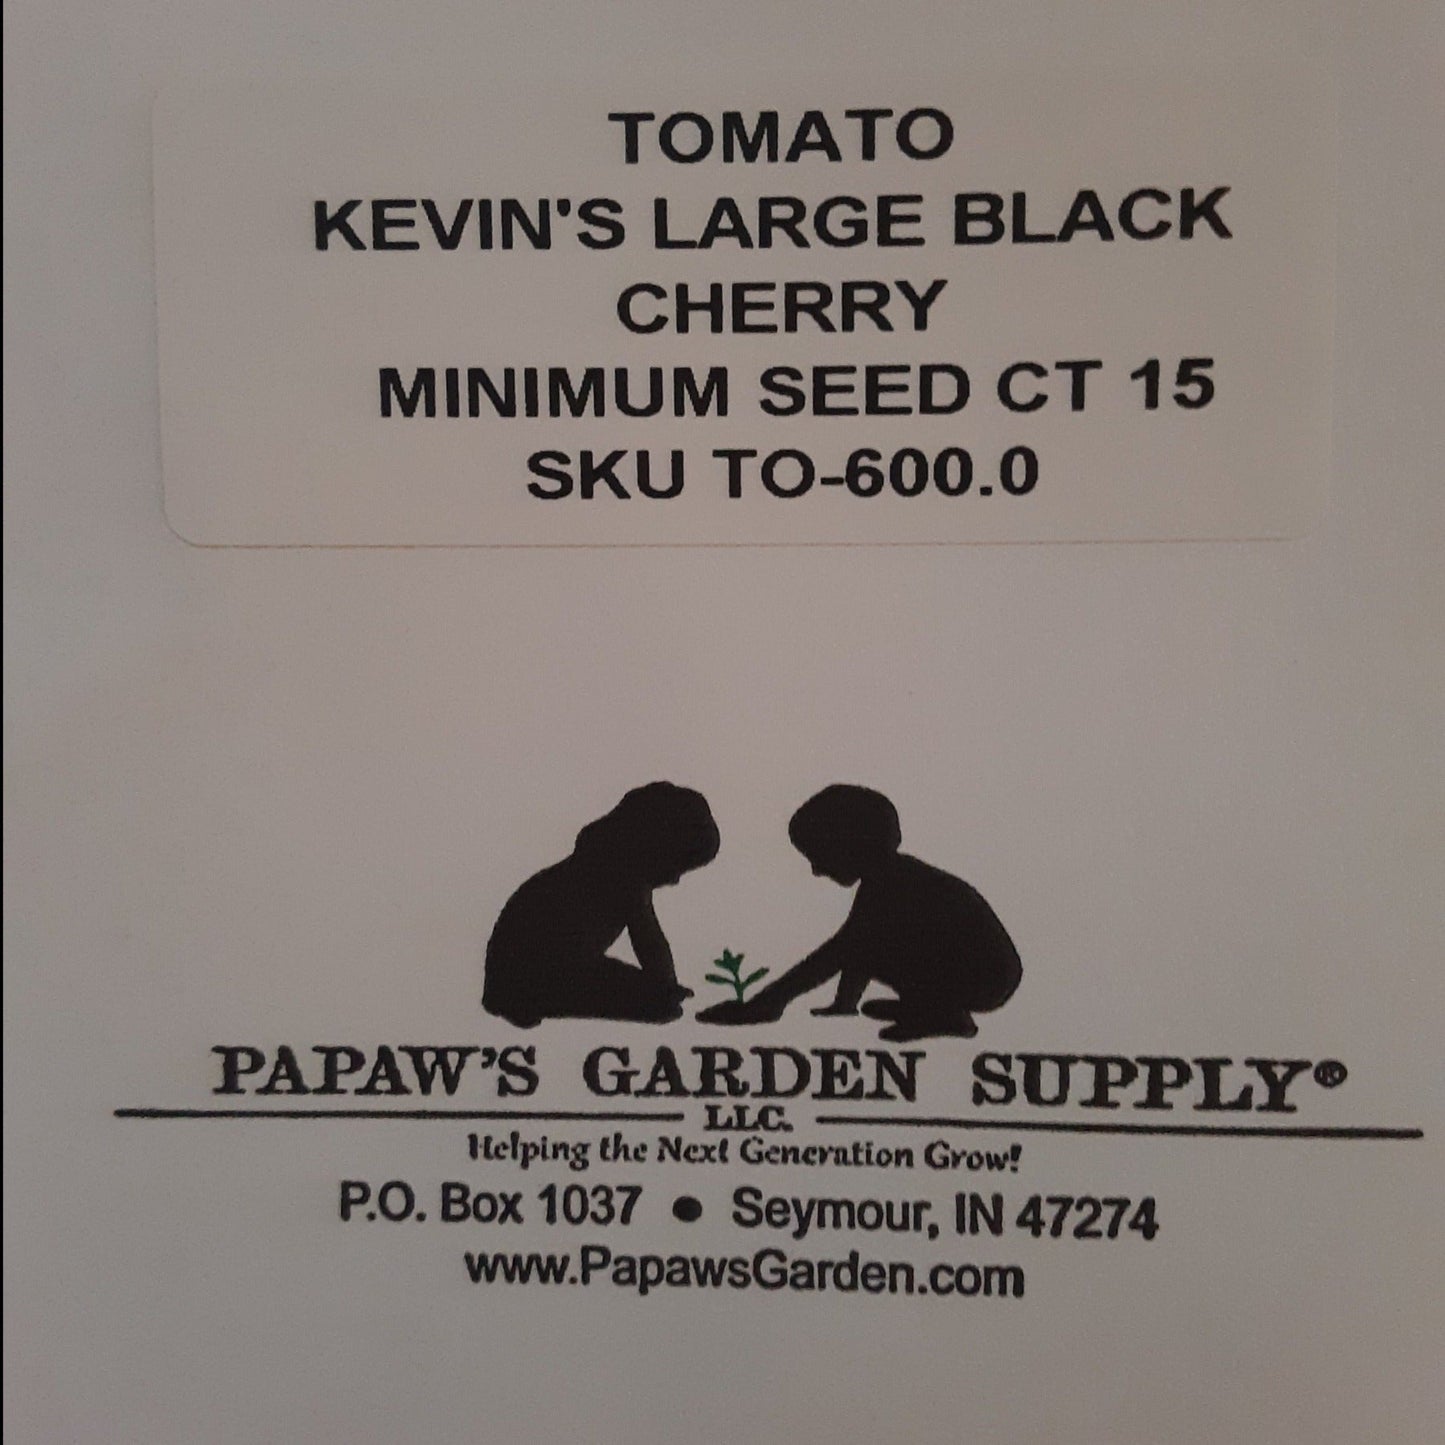 TOMATO
KEVIN'S LARGE BLACK
CHERRY
MINIMUM SEED CT 15
SKU TO-600.0
PAPAW'S GARDEN SUPPLY®
LLC.
Helping the Next Generation Grow!
P.O. Box 1037 • Seymour, IN 47274
www.PapawsGarden.com